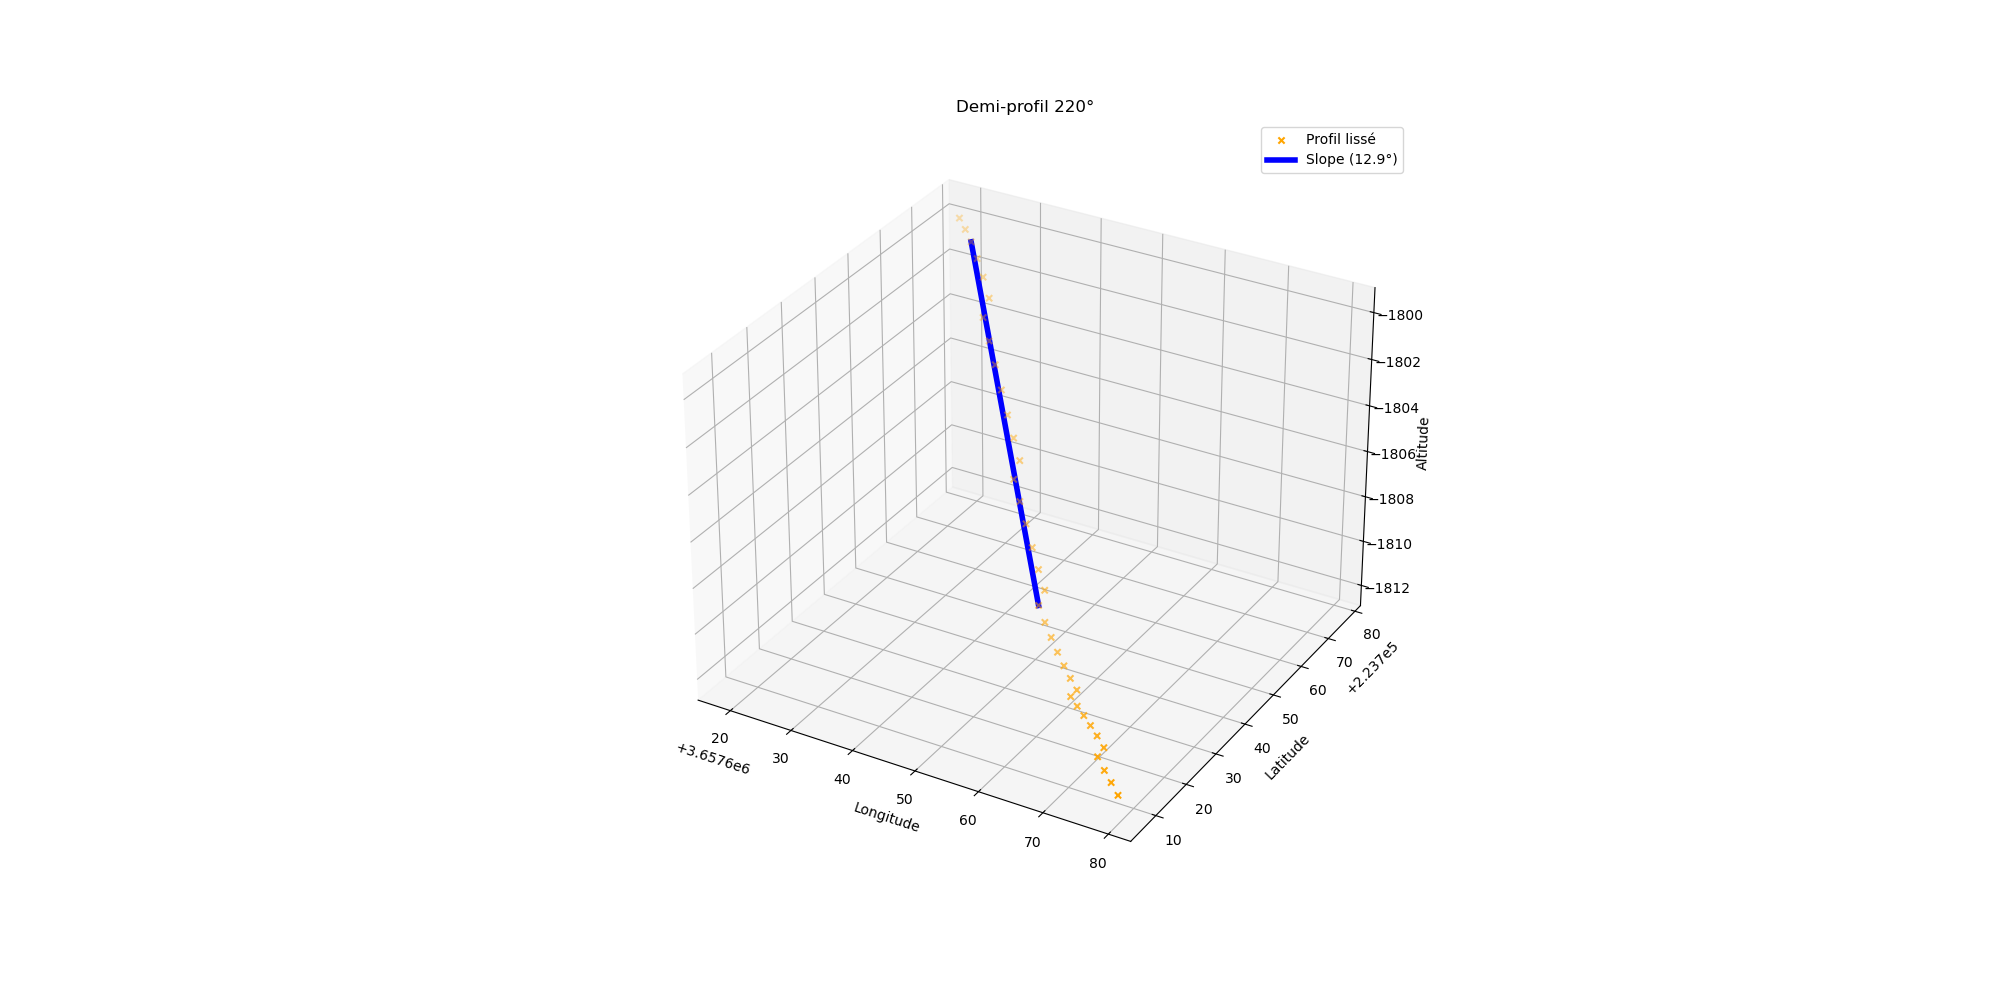 Demi-profil 220°
Profil lissé
Slope (12.9°)
−1800
−1802
−1804
−1806
−1808
−1810
−1812
Altitude
80
70
60
50
40
30
20
10
+2.237e5
Latitude
20
30
40
50
60
70
80
+3.6576e6
Longitude